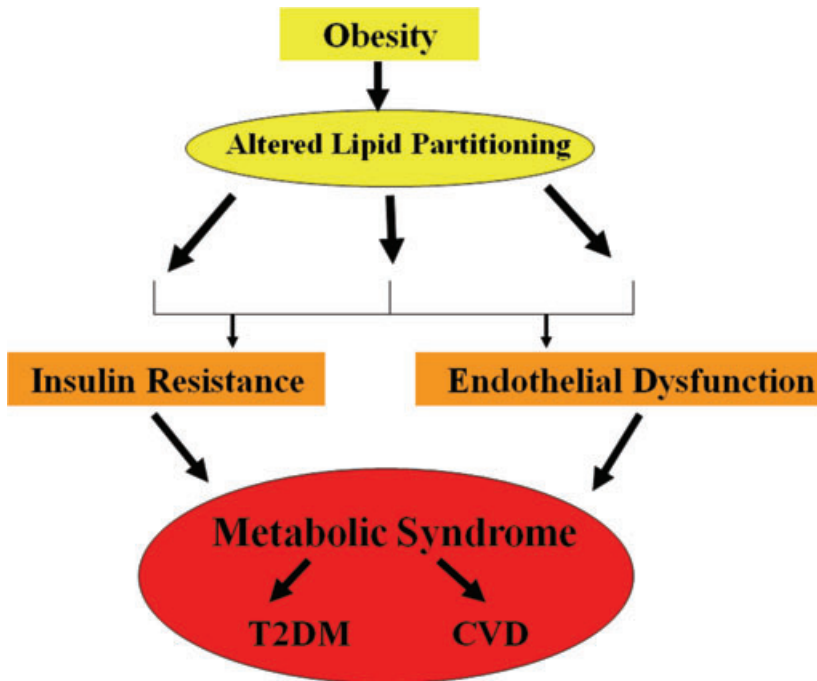 Obesity
Altered Lipid Partitioning
Insulin Resistance
Endothelial Dysfunction
Metabolic Syndrome
T2DM
CVD